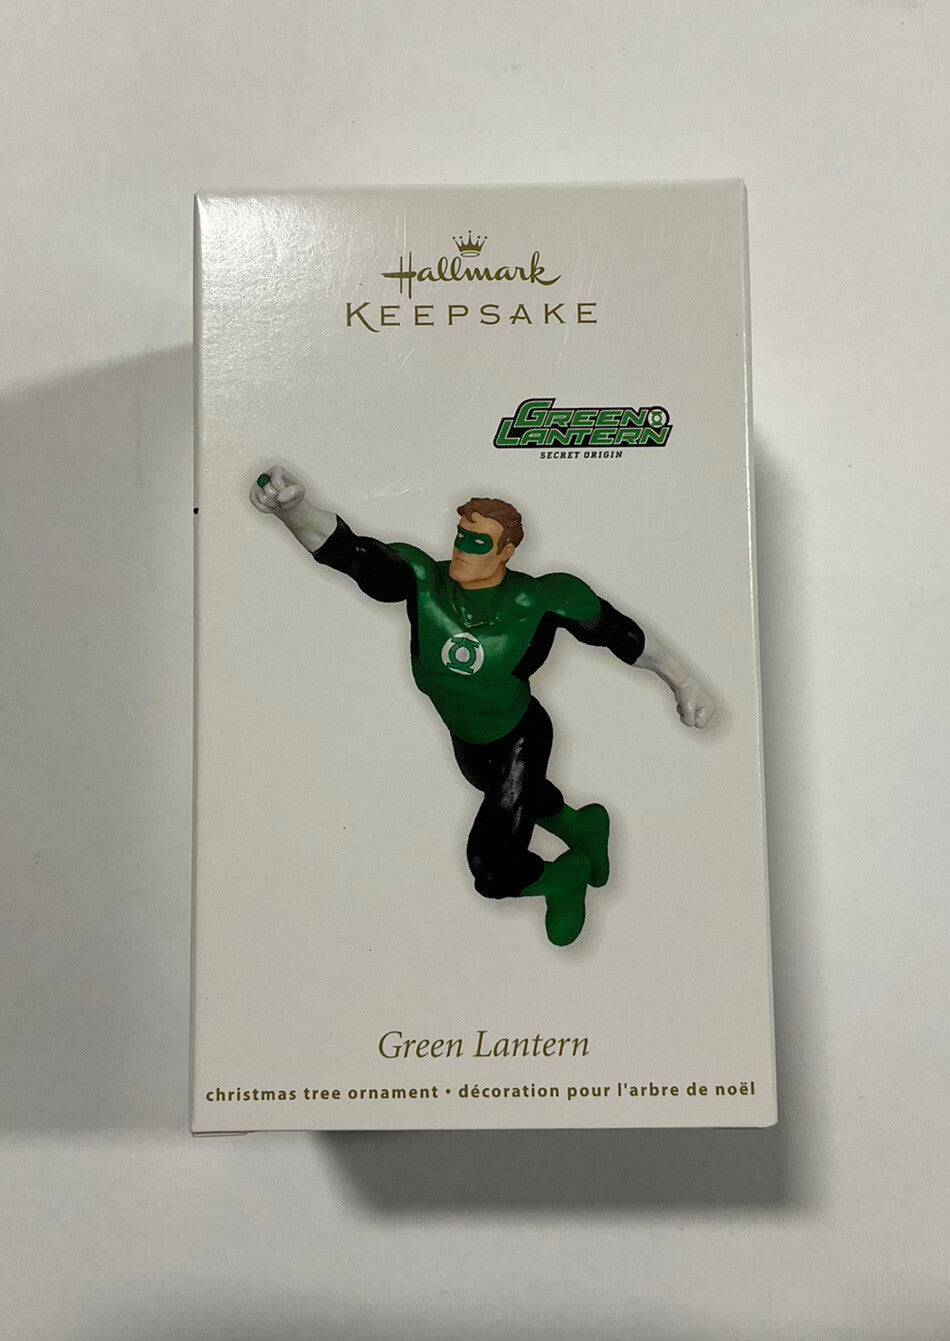 Hallmark
KEEPSAKE
GREEN
LANTERN
SECRET ORIGIN
Green Lantern
christmas tree ornament • décoration pour l'arbre de noël